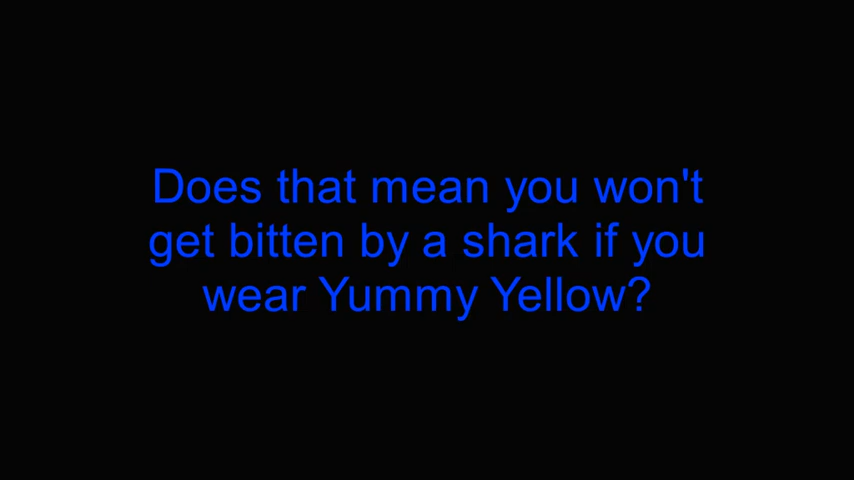 Does that mean you won't
get bitten by a shark if you
wear Yummy Yellow?